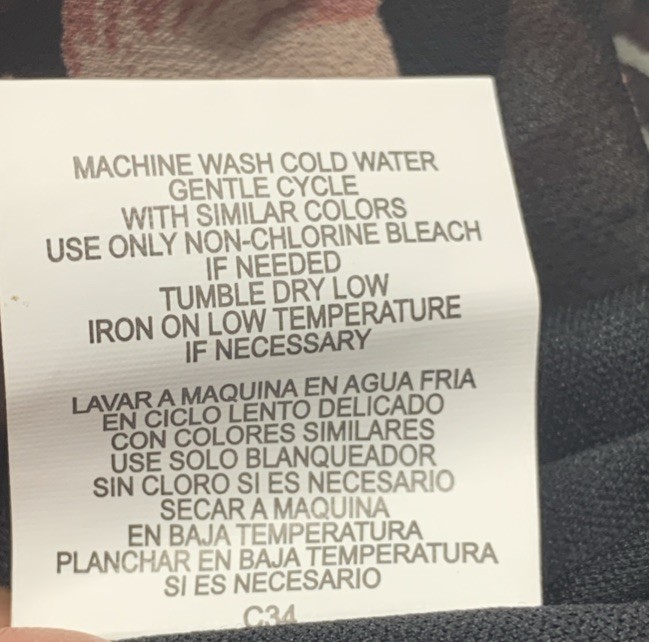 MACHINE WASH COLD WATER
GENTLE CYCLE
WITH SIMILAR COLORS
USE ONLY NON-CHLORINE BLEACH
IF NEEDED
TUMBLE DRY LOW
IRON ON LOW TEMPERATURE
IF NECESSARY
LAVAR A MAQUINA EN AGUA FRIA
EN CICLO LENTO DELICADO
CON COLORES SIMILARES
USE SOLO BLANQUEADOR
SIN CLORO SI ES NECESARIO
SECAR A MAQUINA
EN BAJA TEMPERATURA
PLANCHAR EN BAJA TEMPERATURA
SI ES NECESARIO
C34